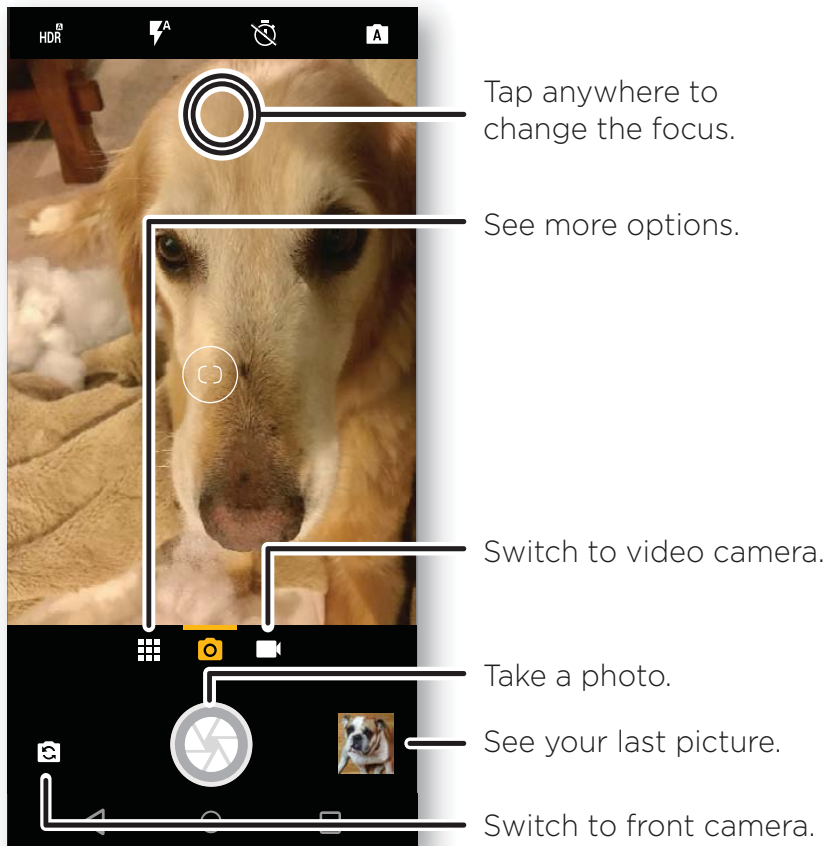 HDR A
A
A
Tap anywhere to
change the focus.
See more options.
Switch to video camera.
Take a photo.
See your last picture.
Switch to front camera.